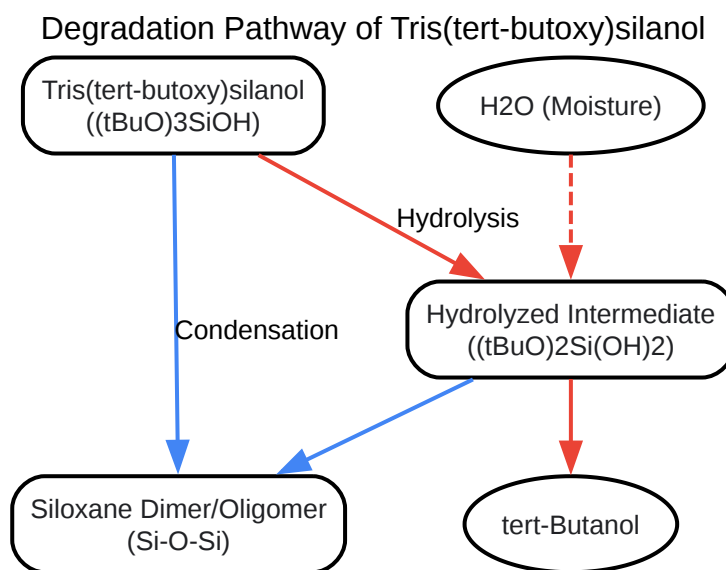 Degradation Pathway of Tris(tert-butoxy)silanol
Tris(tert-butoxy)silanol
((tBuO)3SiOH)
H2O (Moisture)
Hydrolysis
Hydrolyzed Intermediate
((tBuO)2Si(OH)2)
Condensation
Siloxane Dimer/Oligomer
(Si-O-Si)
tert-Butanol